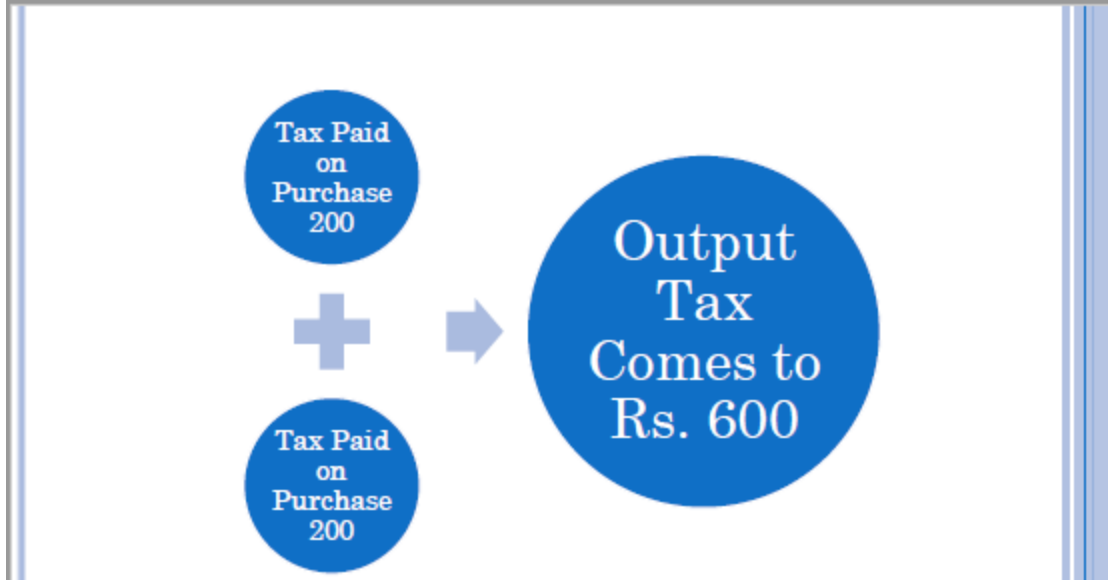 Tax Paid
on
Purchase
200
Tax Paid
on
Purchase
200
Output
Tax
Comes to
Rs. 600